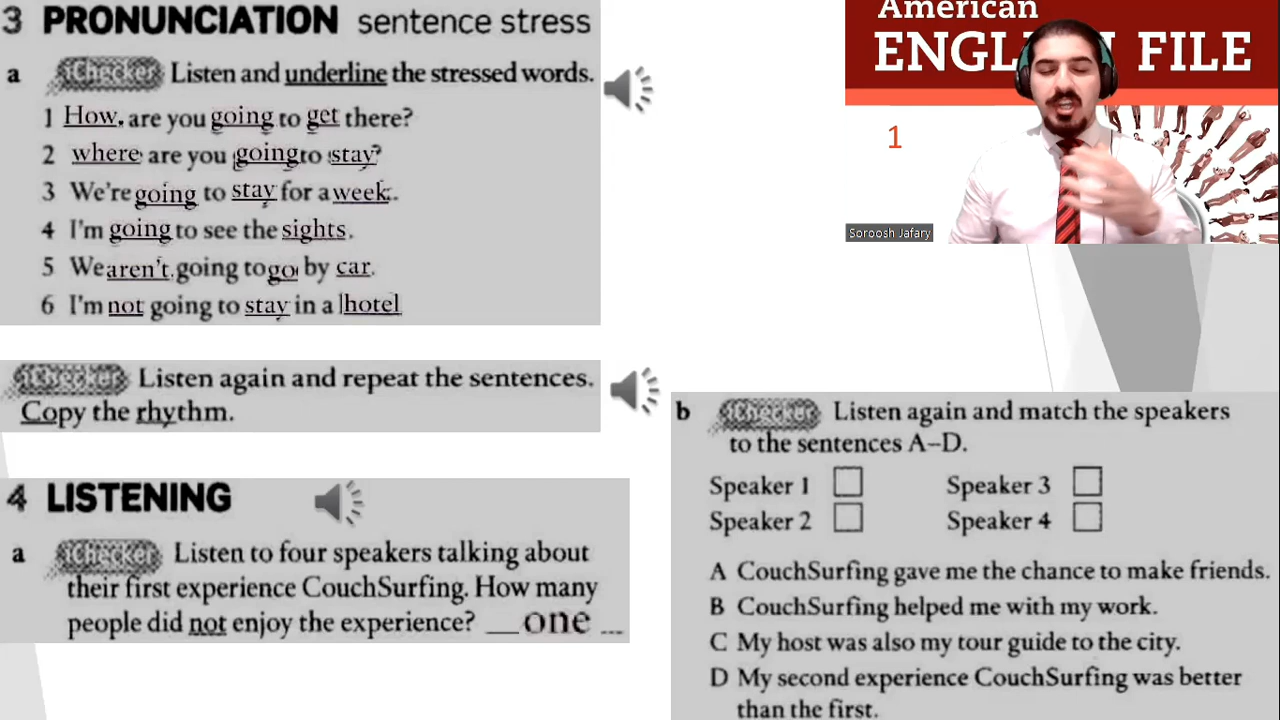 3 PRONUNCIATION sentence stress
a iChecker Listen and underline the stressed words.
1 How are you going to get there?
2 where are you going to stay?
3 We're going to stay for a week.
4 I'm going to see the sights.
5 We aren't going to go by car.
6 I'm not going to stay in a hotel
iChecker Listen again and repeat the sentences.
Copy the rhythm.
4 LISTENING
a iChecker Listen to four speakers talking about
their first experience CouchSurfing. How many
people did not enjoy the experience? __ one __
American
ENGL FILE
1
Soroosh Jafary
b iChecker Listen again and match the speakers
to the sentences A–D.
Speaker 1 Speaker 3
Speaker 2 Speaker 4
A CouchSurfing gave me the chance to make friends.
B CouchSurfing helped me with my work.
C My host was also my tour guide to the city.
D My second experience CouchSurfing was better
than the first.